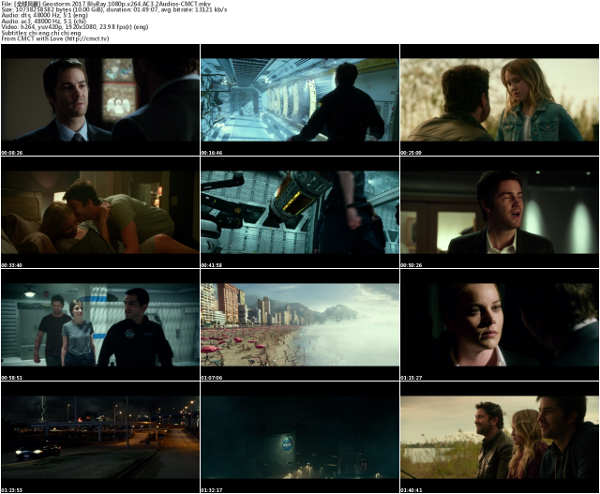 File: [全球风暴] Geostorm.2017.BluRay.1080p.x264.AC3.2Audios-CMCT.mkv
Size: 10738258582 bytes (10.00 GiB), duration: 01:49:07, avg.bitrate: 13121 kb/s
Audio: dts, 48000 Hz, 5:1 (eng)
Audio: ac3, 48000 Hz, 5:1 (chi)
Video: h264, yuv420p, 1920x1080, 23.98 fps(r) (eng)
Subtitles: chi eng chi chi eng
From CMCT with Love (http://cmct.tv)
00:08:26
00:16:46
00:25:09
00:33:40
00:41:58
00:50:26
00:58:51
01:07:06
01:15:27
01:23:53
01:32:17
01:40:41